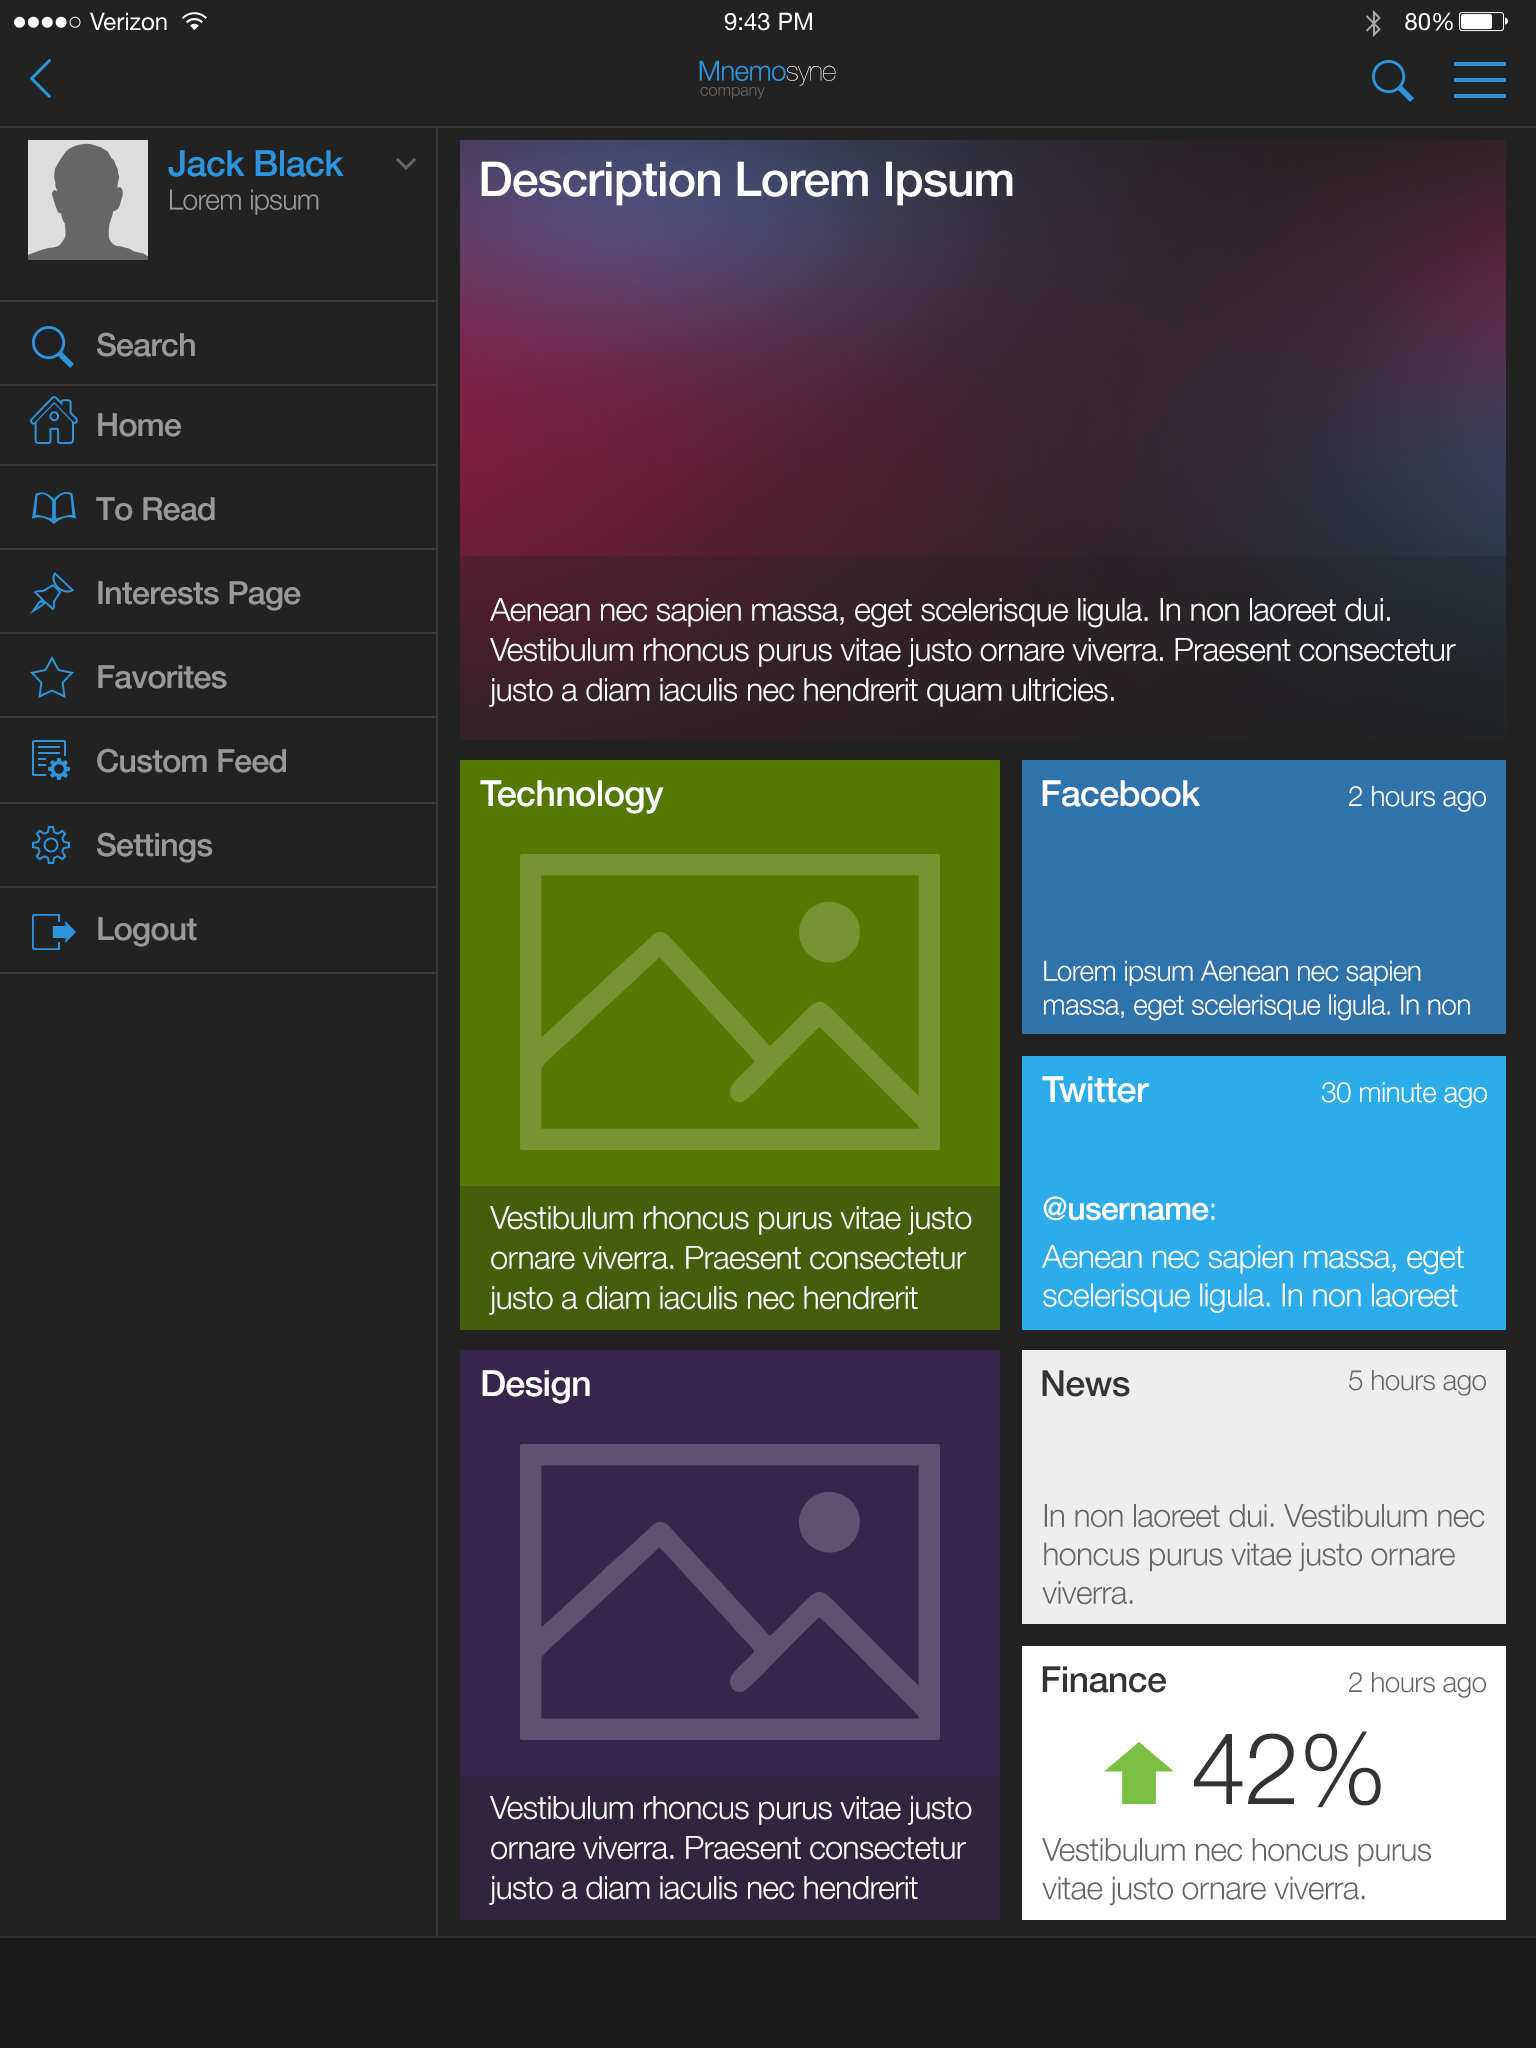 Verizon
9:43 PM
80%
Mnemosyne
company
Jack Black
Lorem ipsum
Search
Home
To Read
Interests Page
Favorites
Custom Feed
Settings
Logout
Description Lorem Ipsum
Aenean nec sapien massa, eget scelerisque ligula. In non laoreet dui.
Vestibulum rhoncus purus vitae justo ornare viverra. Praesent consectetur
justo a diam iaculis nec hendrerit quam ultricies.
Technology
Vestibulum rhoncus purus vitae justo
ornare viverra. Praesent consectetur
justo a diam iaculis nec hendrerit
Facebook
2 hours ago
Lorem ipsum Aenean nec sapien
massa, eget scelerisque ligula. In non
Twitter
30 minute ago
@username:
Aenean nec sapien massa, eget
scelerisque ligula. In non laoreet
Design
Vestibulum rhoncus purus vitae justo
ornare viverra. Praesent consectetur
justo a diam iaculis nec hendrerit
News
5 hours ago
In non laoreet dui. Vestibulum nec
honcus purus vitae justo ornare
viverra.
Finance
2 hours ago
42%
Vestibulum nec honcus purus
vitae justo ornare viverra.